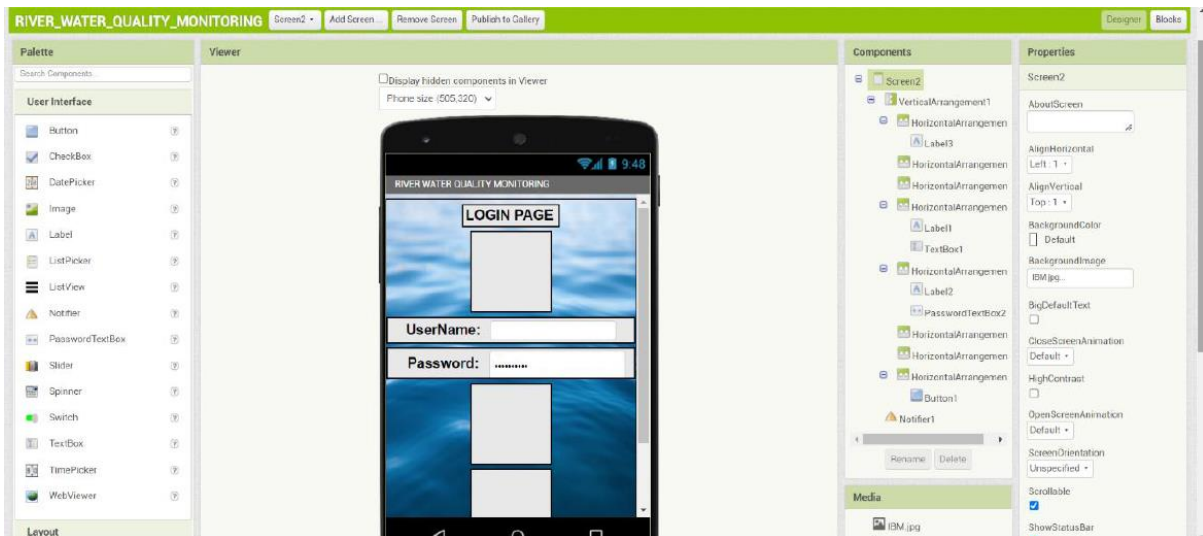 RIVER_WATER_QUALITY_MONITORING Screen2 Add Screen... Remove Screen Publish to Gallery Designer Blocks
Palette
Search Components...
User Interface
Button
CheckBox
DatePicker
Image
Label
ListPicker
ListView
Notifier
PasswordTextBox
Slider
Spinner
Switch
TextBox
TimePicker
WebViewer
Layout
Viewer
Display hidden components in Viewer
Phone size (505,320)
9:48
RIVER WATER QUALITY MONITORING
LOGIN PAGE
UserName:
Password:
Components
Screen2
VerticalArrangement1
HorizontalArrangemen
Label3
HorizontalArrangemen
HorizontalArrangemen
HorizontalArrangemen
Label1
TextBox1
HorizontalArrangemen
Label2
PasswordTextBox2
HorizontalArrangemen
HorizontalArrangemen
HorizontalArrangemen
Button1
Notifier1
Rename Delete
Media
IBM.jpg
Properties
Screen2
AboutScreen
AlignHorizontal
Left : 1
AlignVertical
Top : 1
BackgroundColor
Default
BackgroundImage
IBM.jpg...
BigDefaultText
CloseScreenAnimation
Default
HighContrast
OpenScreenAnimation
Default
ScreenOrientation
Unspecified
Scrollable
ShowStatusBar